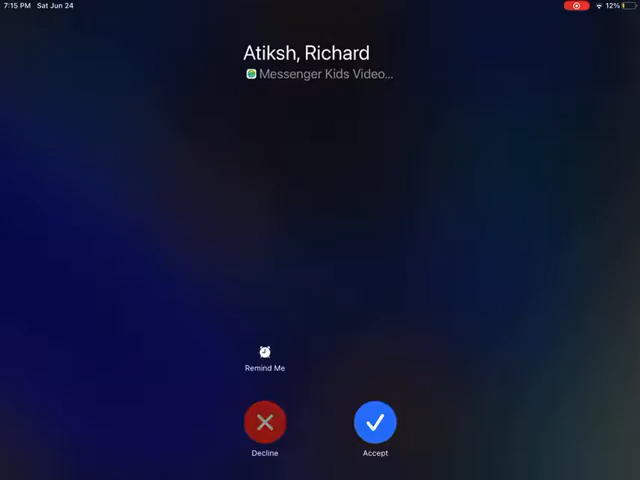 7:15 PM Sat Jun 24
12%
Atiksh, Richard
Messenger Kids Video...
Remind Me
Decline
Accept